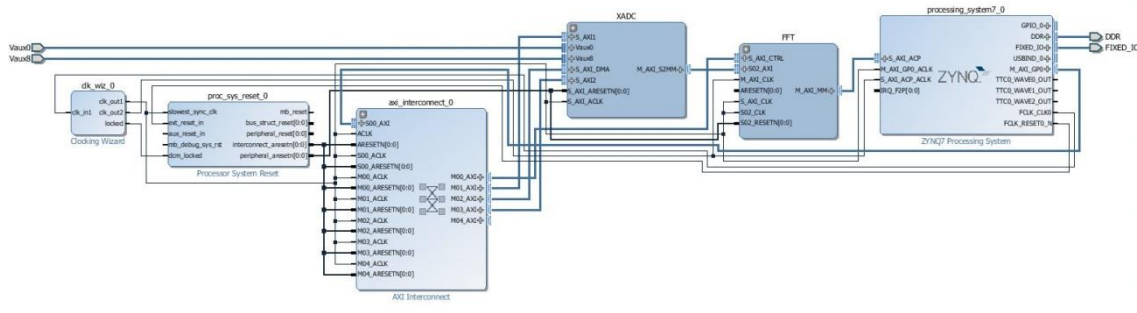 Vaux0
Vaux8
clk_wiz_0
clk_in1
clk_out1
clk_out2
locked
Clocking Wizard
proc_sys_reset_0
slowest_sync_clk
ext_reset_in
aux_reset_in
mb_debug_sys_rst
dcm_locked
mb_reset
bus_struct_reset[0:0]
peripheral_reset[0:0]
interconnect_aresetn[0:0]
peripheral_aresetn[0:0]
Processor System Reset
axi_interconnect_0
S00_AXI
ACLK
ARESETN[0:0]
S00_ACLK
S00_ARESETN[0:0]
M00_ACLK
M00_ARESETN[0:0]
M01_ACLK
M01_ARESETN[0:0]
M02_ACLK
M02_ARESETN[0:0]
M03_ACLK
M03_ARESETN[0:0]
M04_ACLK
M04_ARESETN[0:0]
M00_AXI
M01_AXI
M02_AXI
M03_AXI
M04_AXI
AXI Interconnect
XADC
S_AXI1
Vaux0
Vaux8
S_AXI_DMA
S_AXI2
S_AXI_ARESETN[0:0]
S_AXI_ACLK
M_AXI_S2MM
FFT
S_AXI_CTRL
S02_AXI
M_AXI_CLK
ARESETN[0:0]
S_AXI_CLK
S02_CLK
S02_RESETN[0:0]
M_AXI_MM
processing_system7_0
S_AXI_ACP
M_AXI_GP0_ACLK
S_AXI_ACP_ACLK
IRQ_F2P[0:0]
ZYNQ
GPIO_0
DDR
FIXED_IO
USBIND_0
M_AXI_GP0
TTC0_WAVE0_OUT
TTC0_WAVE1_OUT
TTC0_WAVE2_OUT
FCLK_CLK0
FCLK_RESET0_N
ZYNQ7 Processing System
DDR
FIXED_IO